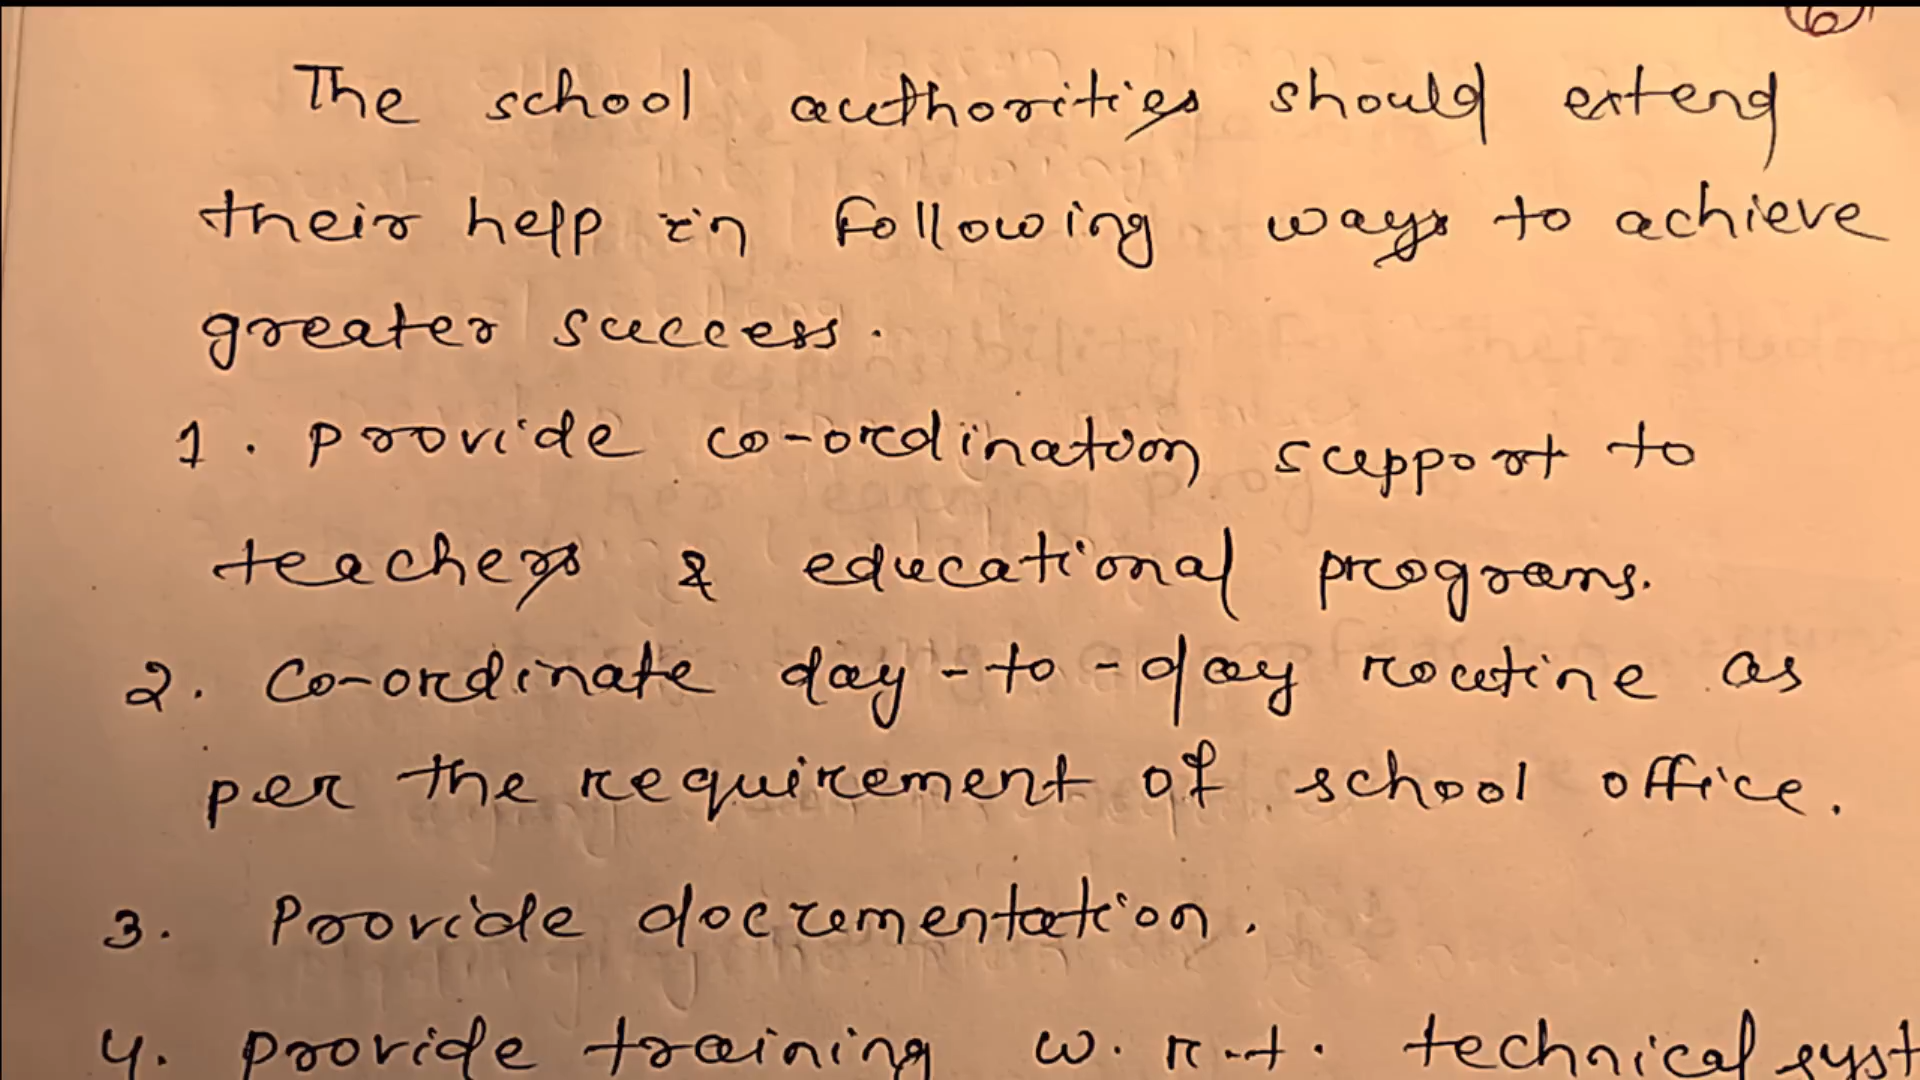 6
The school authorities should extend
their help in following ways to achieve
greater success.
1. Provide co-ordination support to
teachers & educational programs.
2. Co-ordinate day-to-day routine as
per the requirement of school office.
3. Provide documentation.
4. Provide training w.r.t. technical syst